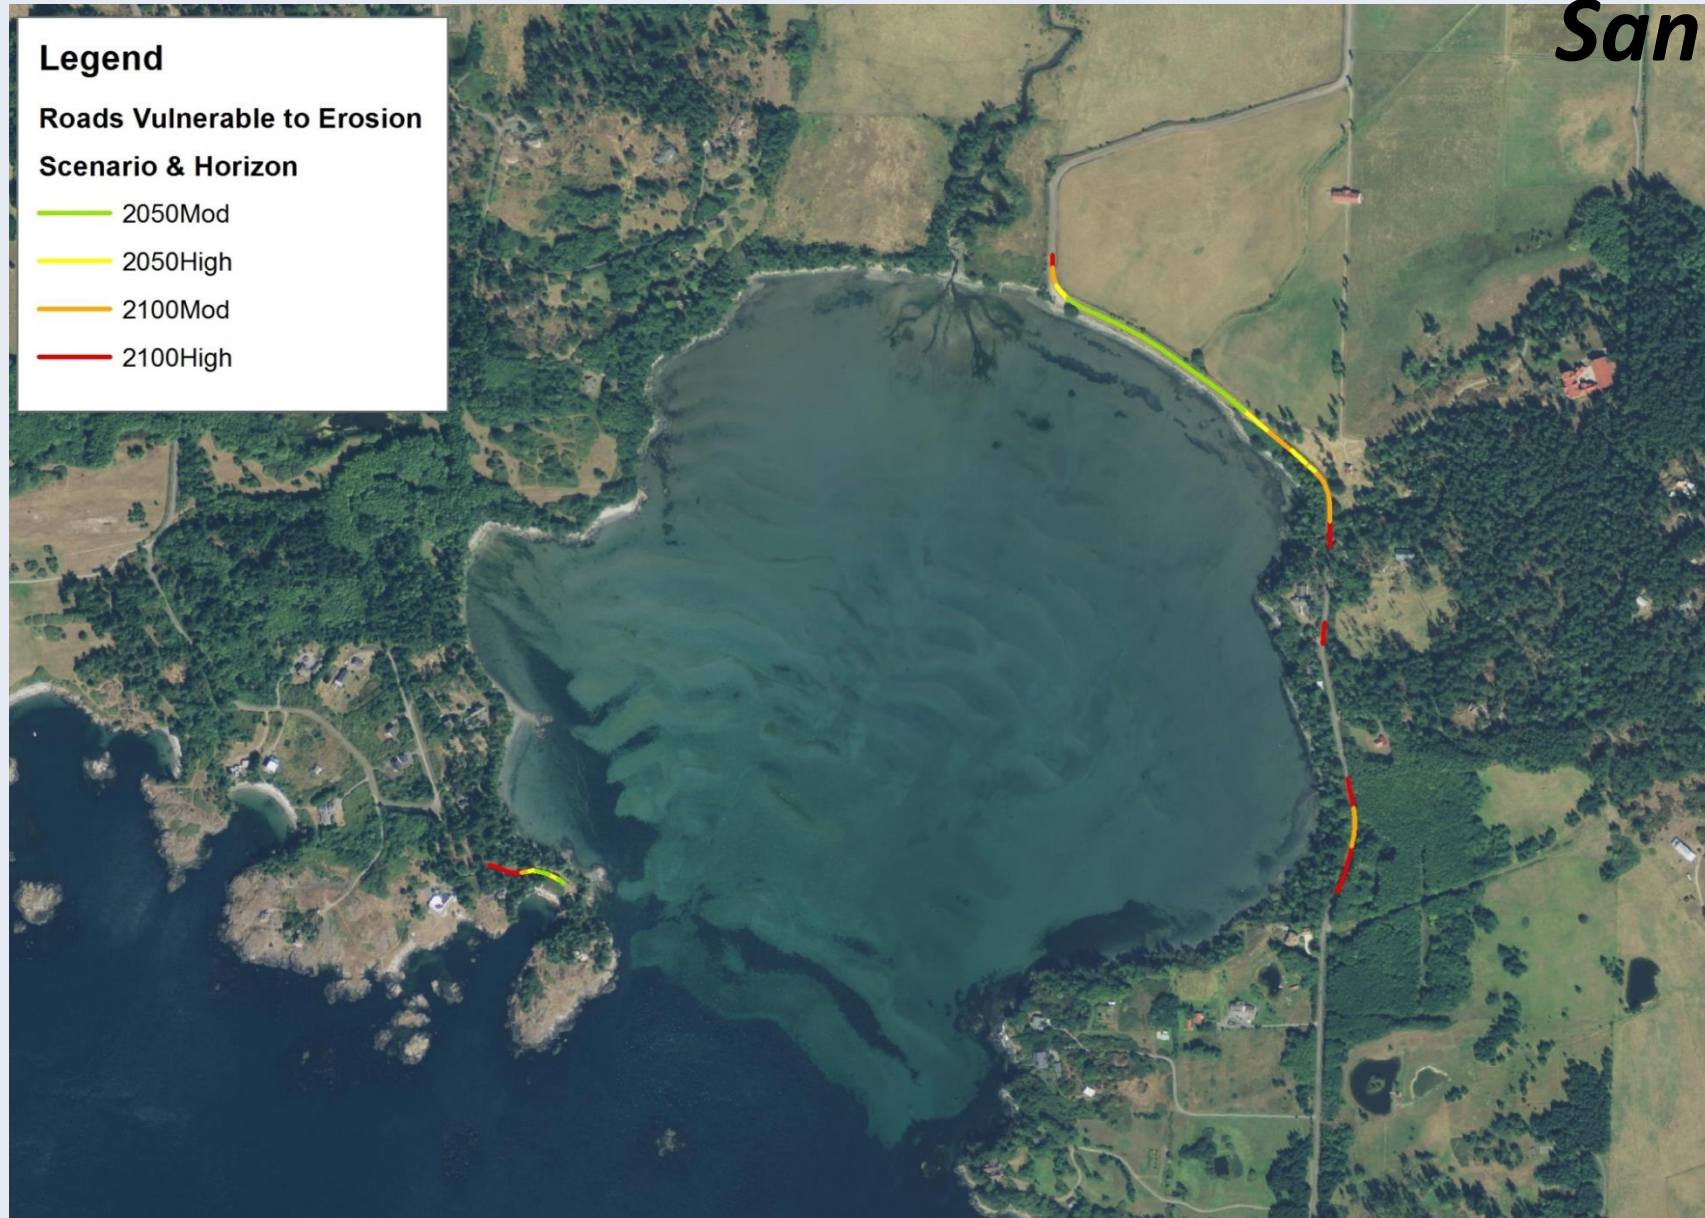 San
Legend
Roads Vulnerable to Erosion
Scenario & Horizon
2050Mod
2050High
2100Mod
2100High